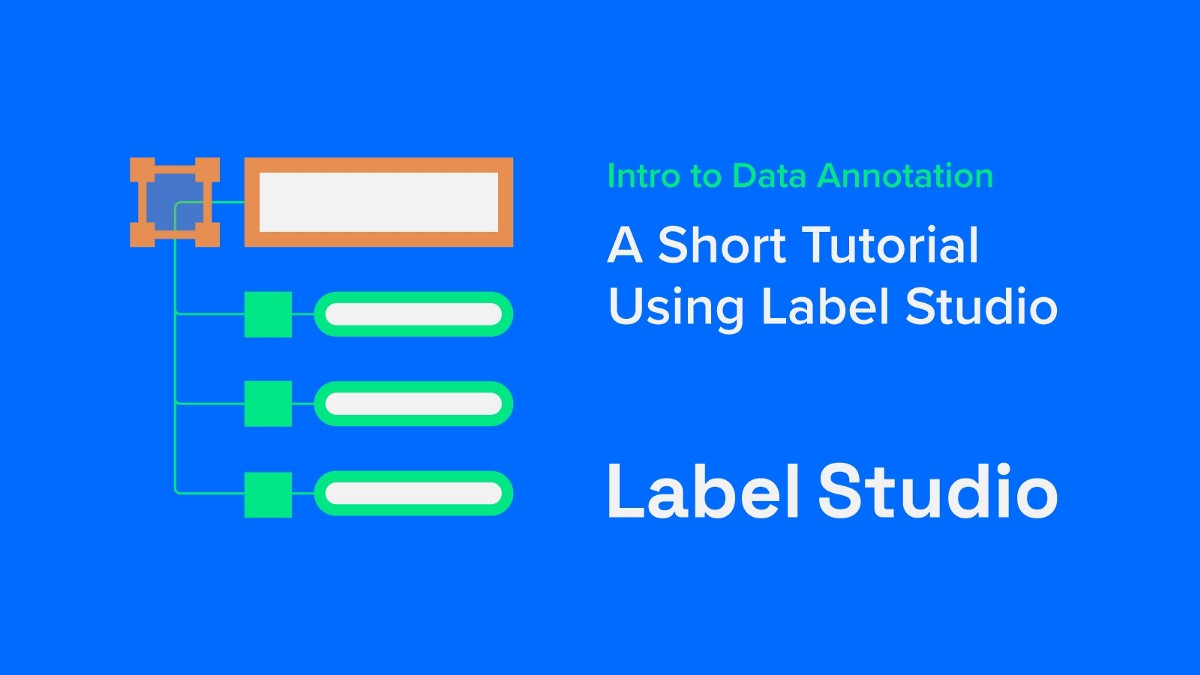 Intro to Data Annotation
A Short Tutorial
Using Label Studio
Label Studio